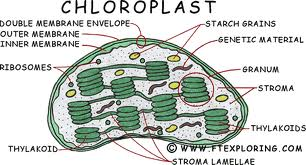 CHLOROPLAST
DOUBLE MEMBRANE ENVELOPE
OUTER MEMBRANE
INNER MEMBRANE
RIBOSOMES
THYLAKOID
STARCH GRAINS
GENETIC MATERIAL
GRANUM
STROMA
THYLAKOIDS
© WWW.FTEXPLORING.COM
STROMA LAMELLAE